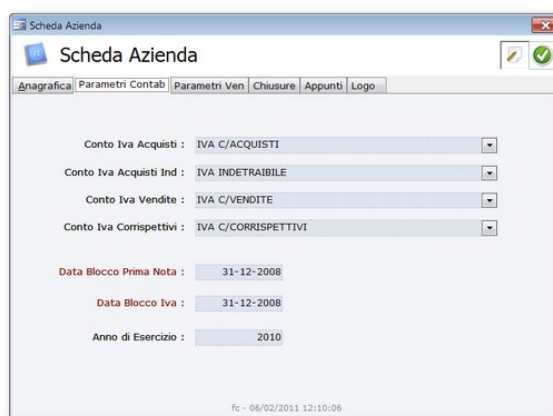 Scheda Azienda
Scheda Azienda
Anagrafica Parametri Contab Parametri Ven Chiusure Appunti Logo
Conto Iva Acquisti : IVA C/ACQUISTI
Conto Iva Acquisti Ind : IVA INDETRAIBILE
Conto Iva Vendite : IVA C/VENDITE
Conto Iva Corrispettivi : IVA C/CORRISPETTIVI
Data Blocco Prima Nota : 31-12-2008
Data Blocco Iva : 31-12-2008
Anno di Esercizio : 2010
fc - 06/02/2011 12:10:06